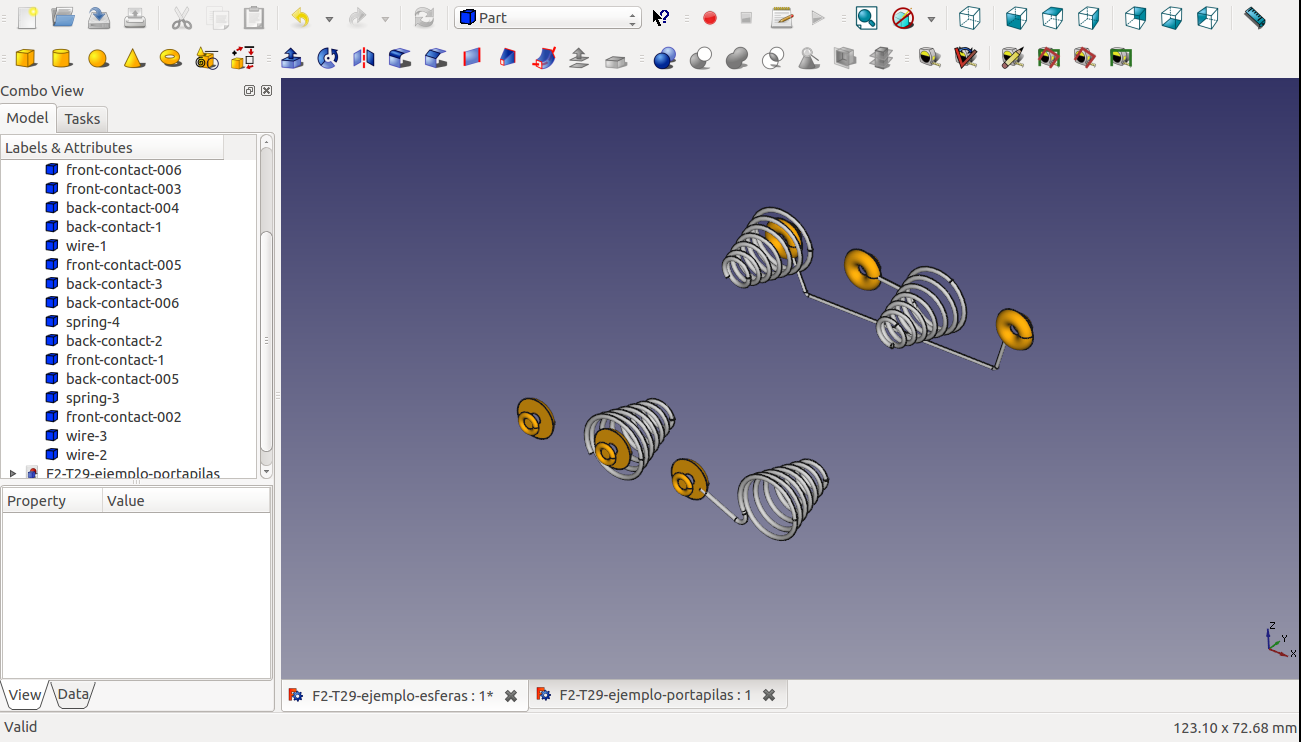 Part
Combo View
Model
Tasks
Labels & Attributes
front-contact-006
front-contact-003
back-contact-004
back-contact-1
wire-1
front-contact-005
back-contact-3
back-contact-006
spring-4
back-contact-2
front-contact-1
back-contact-005
spring-3
front-contact-002
wire-3
wire-2
F2-T29-ejemplo-portapilas
Property
Value
Z
Y
X
View
Data
F2-T29-ejemplo-esferas : 1*
F2-T29-ejemplo-portapilas : 1
Valid
123.10 x 72.68 mm